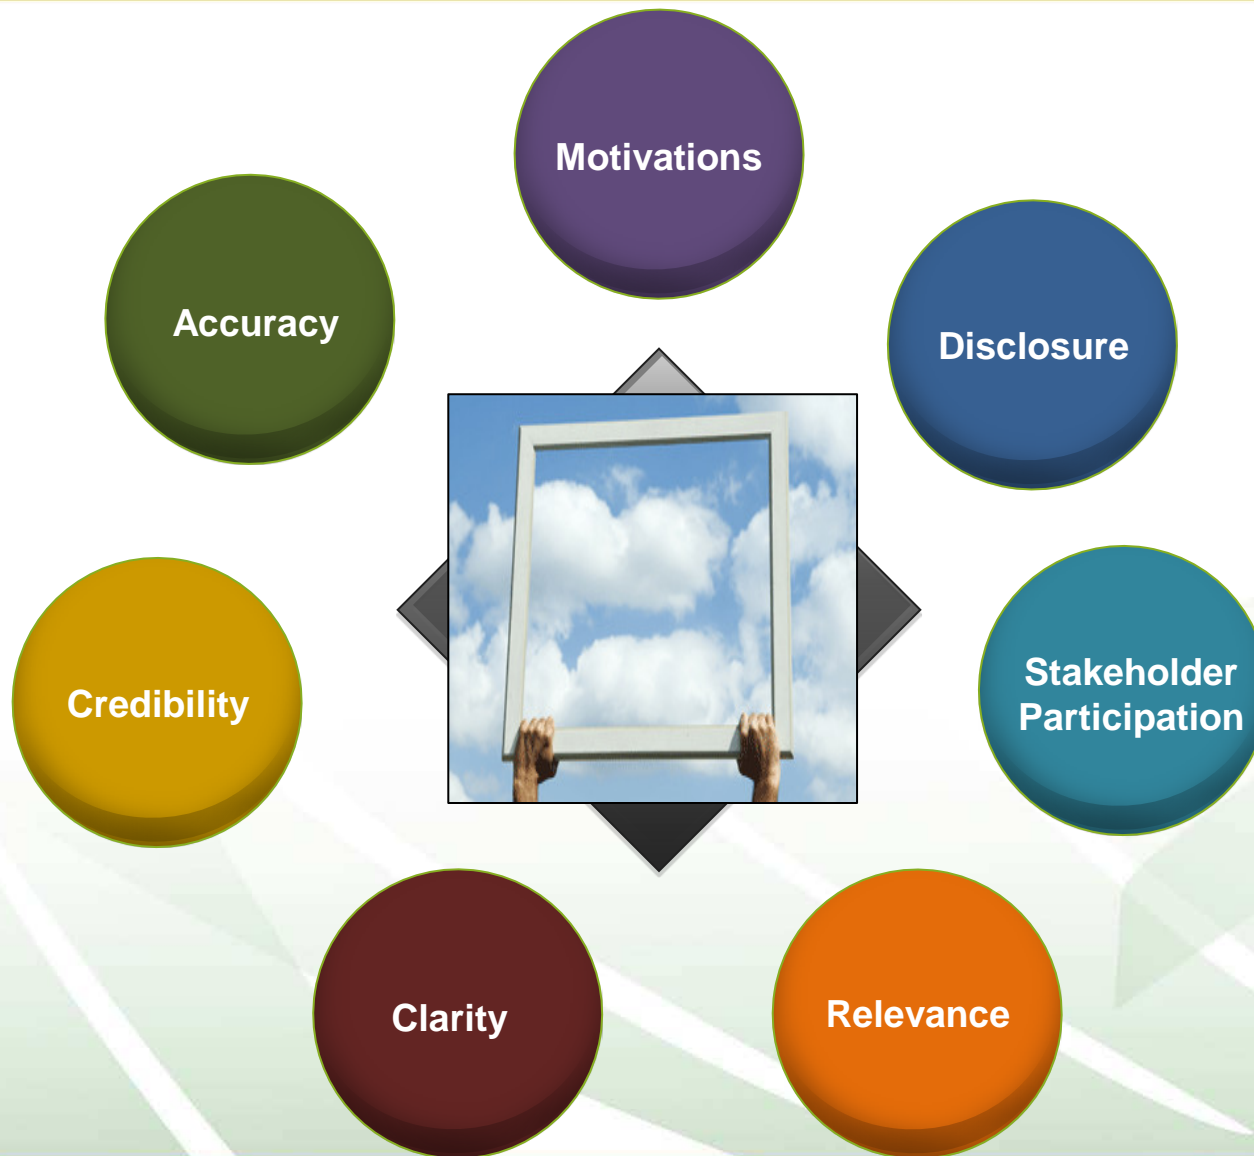 Motivations
Accuracy
Disclosure
Stakeholder
Participation
Credibility
Relevance
Clarity